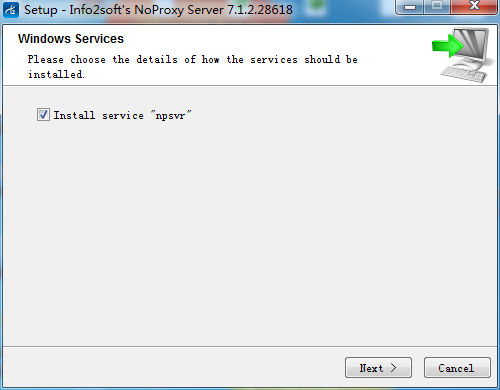 Setup - Info2soft's NoProxy Server 7.1.2.28618
Windows Services
Please choose the details of how the services should be
installed.
Install service "npsvr"
Next >
Cancel